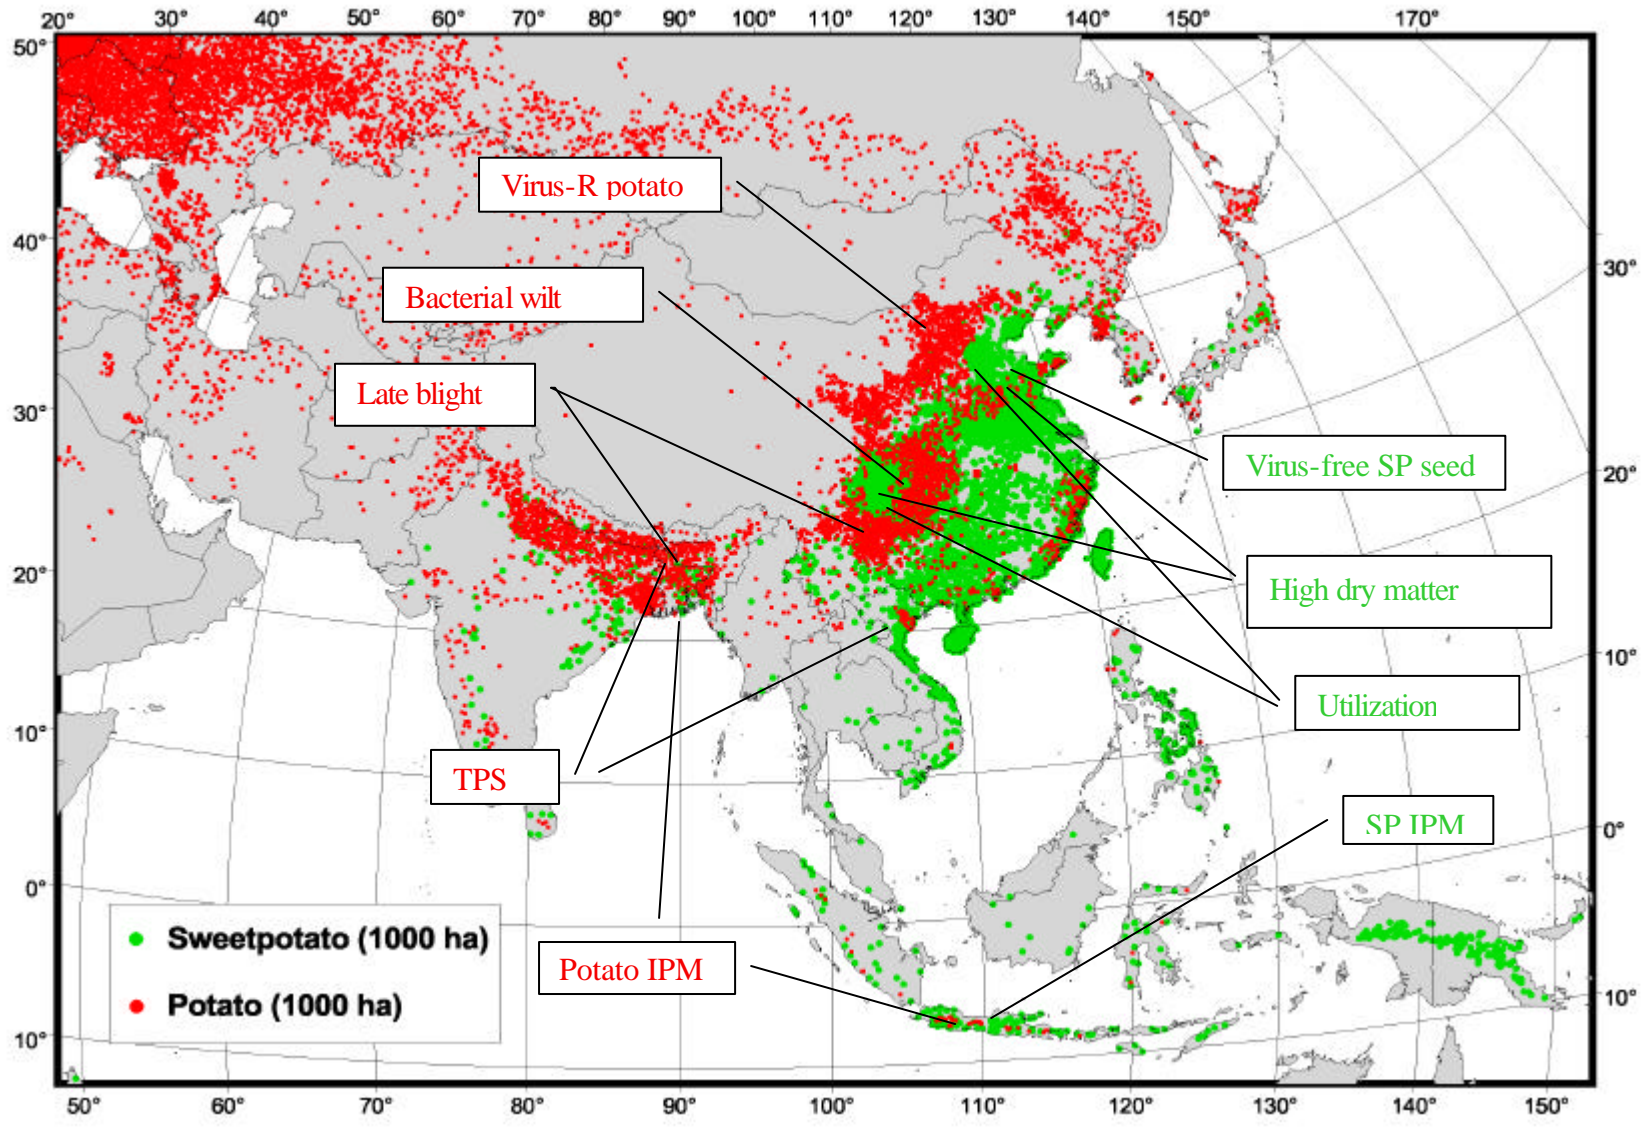 20° 30° 40° 50° 60° 70° 80° 90° 100° 110° 120° 130° 140° 150° 170°
50°
Virus-R potato
40°
30°
Bacterial wilt
Late blight
30°
Virus-free SP seed
20°
20°
High dry matter
10°
Utilization
10°
TPS
SP IPM
0°
0°
Sweetpotato (1000 ha)
Potato IPM
Potato (1000 ha)
10°
10°
50° 60° 70° 80° 90° 100° 110° 120° 130° 140° 150°